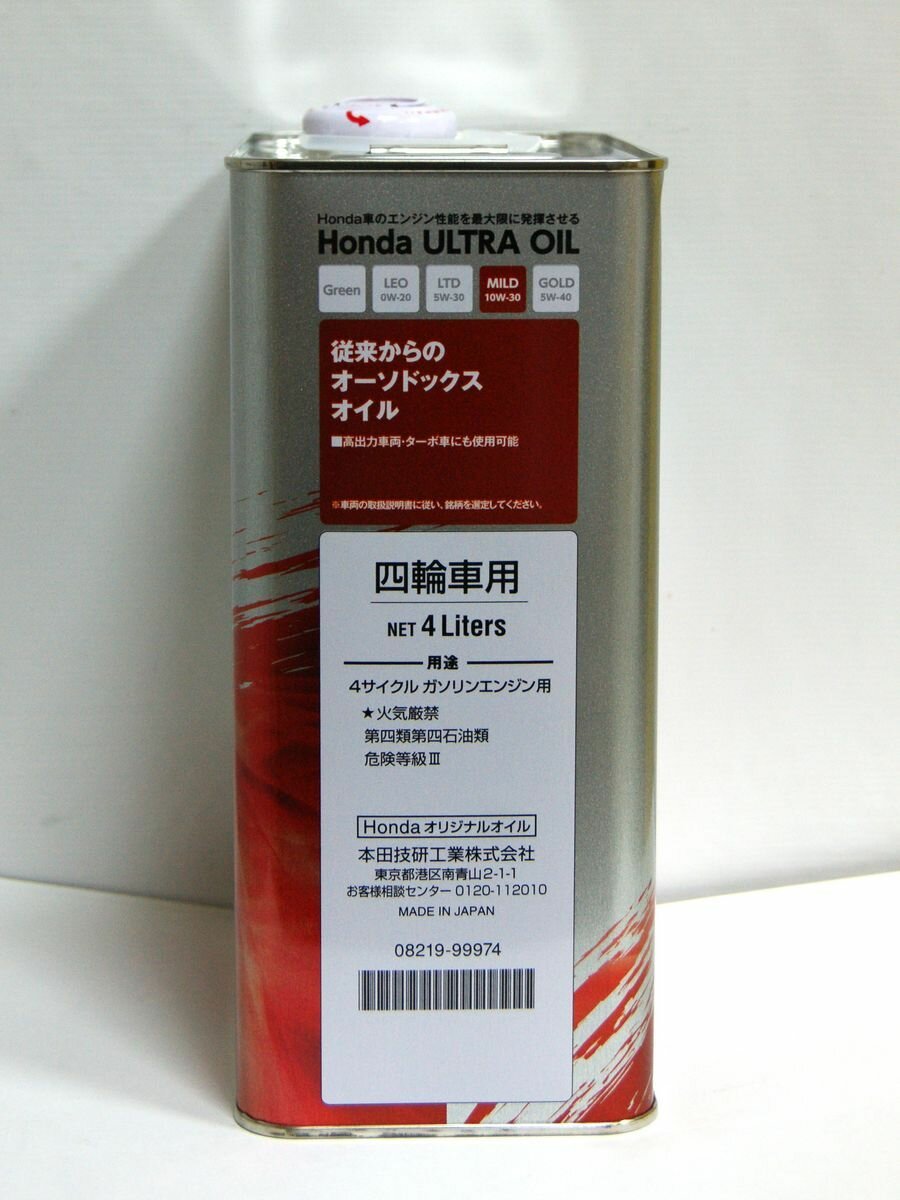 Honda車のエンジン性能を最大限に発揮させる
Honda ULTRA OIL
Green LEO LTD MILD GOLD
0W-20 5W-30 10W-30 5W-40
従来からの
オーソドックス
オイル
■高出力車両・ターボ車にも使用可能
※車両の取扱説明書に従い、銘柄を選定してください。
四輪車用
NET 4 Liters
用途
4サイクル ガソリンエンジン用
★火気厳禁
第四類第四石油類
危険等級Ⅲ
Hondaオリジナルオイル
本田技研工業株式会社
東京都港区南青山2-1-1
お客様相談センター 0120-112010
MADE IN JAPAN
08219-99974